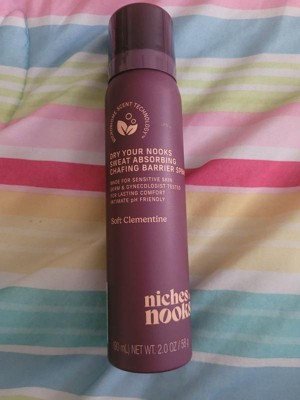 SCENT TECHNOLOGY
DRY YOUR NOOKS
SWEAT ABSORBING
CHAFING BARRIER SPRAY
MADE FOR SENSITIVE SKIN
DERM & GYNECOLOGIST TESTED
FOR LASTING COMFORT
INTIMATE pH FRIENDLY
Soft Clementine
niches
nooks
mL) NET WT. 2.0 OZ / 56 g